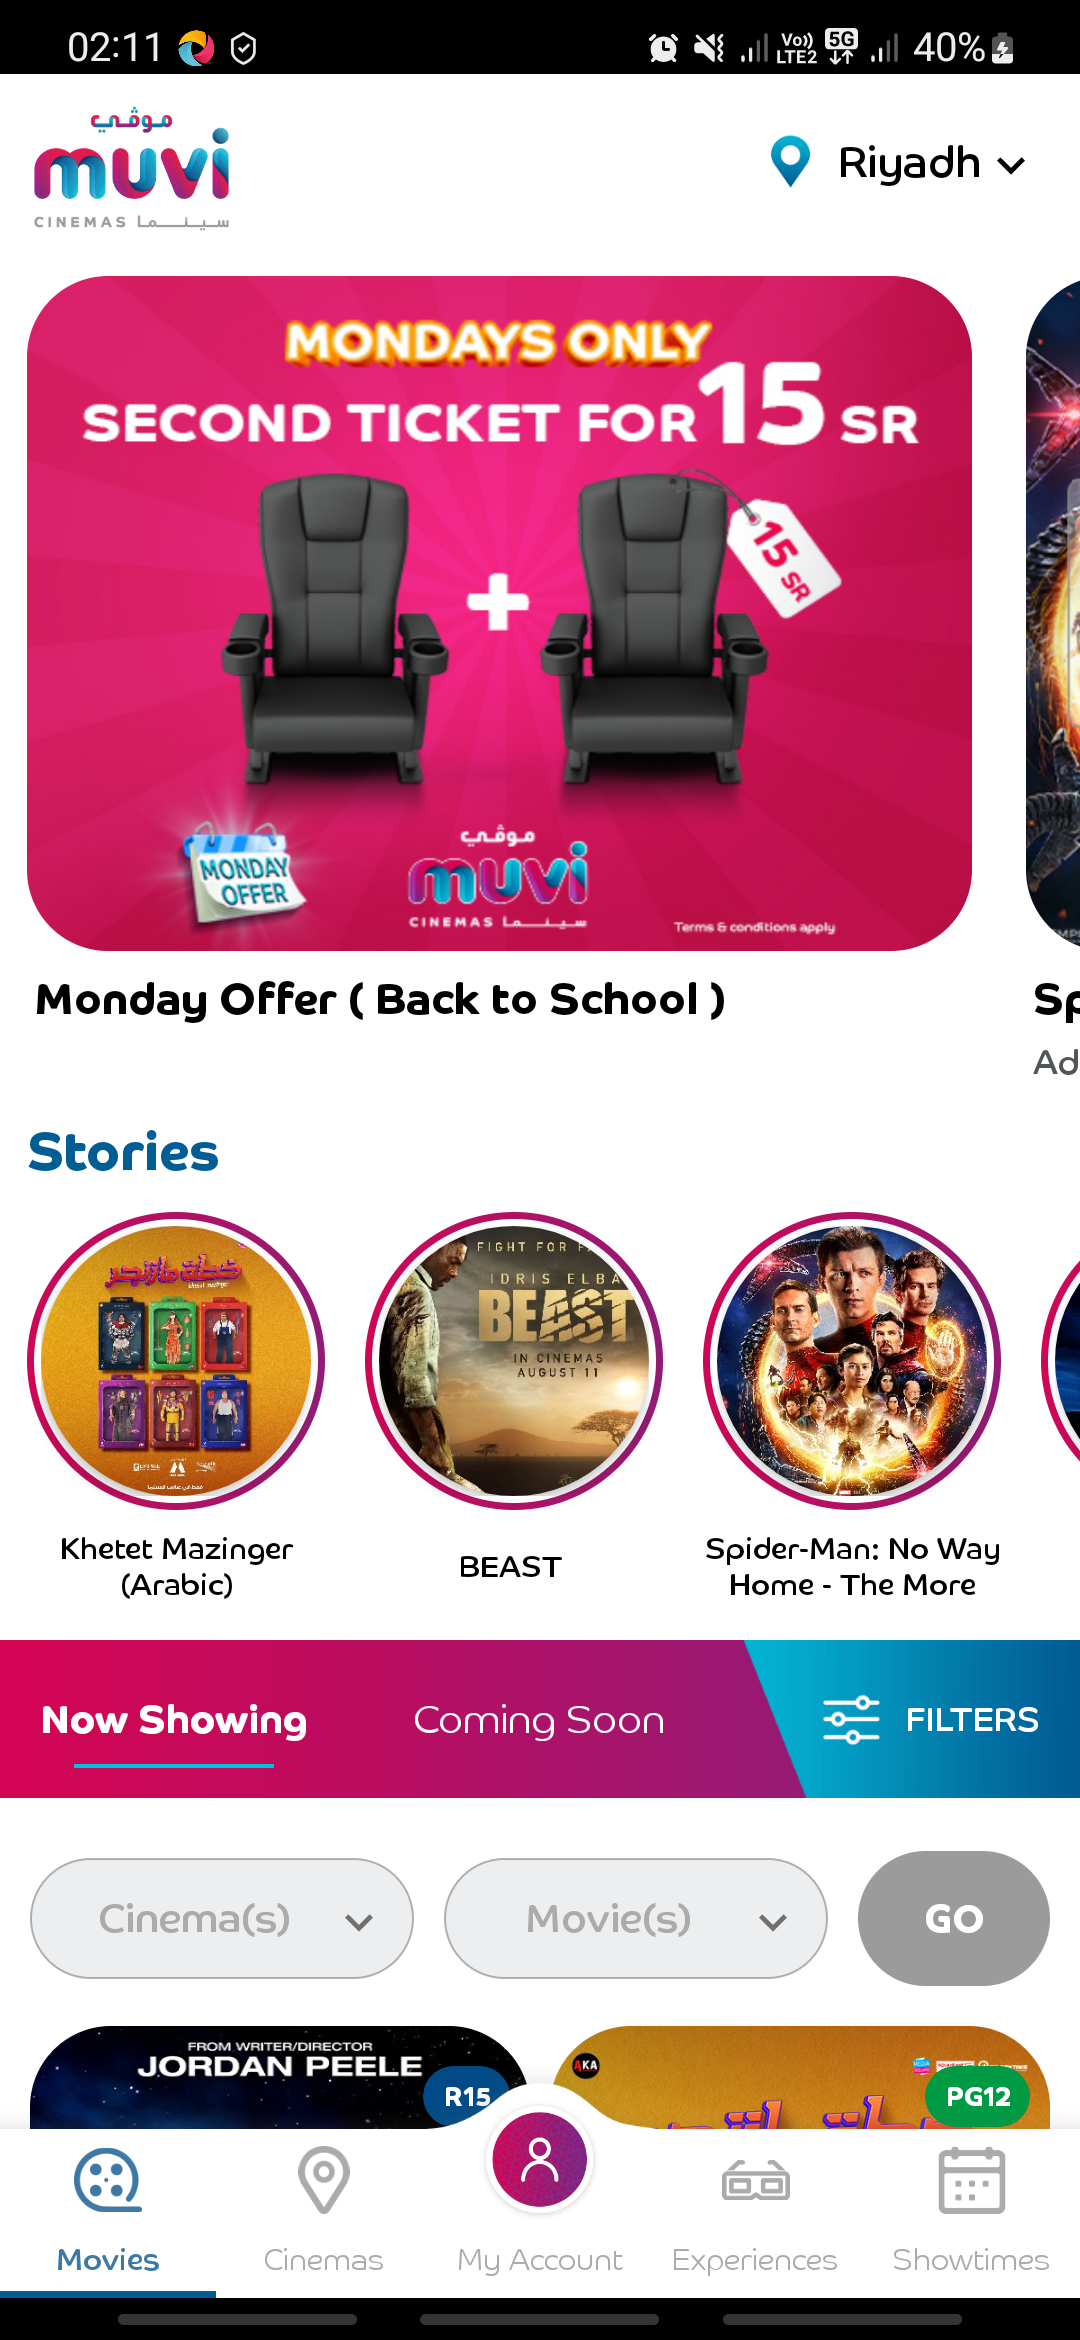 02:11
Vo))
LTE2
5G
40%
موڤي
muvi
CINEMAS سينما
Riyadh
MONDAYS ONLY
SECOND TICKET FOR 15 SR
15 SR
MONDAY
OFFER
موڤي
muvi
CINEMAS سينما
Terms & conditions apply
Monday Offer ( Back to School )
Sp
Ad
Stories
خطة مازنجر
FIGHT FOR F
IDRIS ELBA
BEAST
IN CINEMAS
AUGUST 11
Khetet Mazinger
(Arabic)
BEAST
Spider-Man: No Way
Home - The More
Now Showing
Coming Soon
FILTERS
Cinema(s)
Movie(s)
GO
FROM WRITER/DIRECTOR
JORDAN PEELE
R15
AKA
PG12
Movies
Cinemas
My Account
Experiences
Showtimes